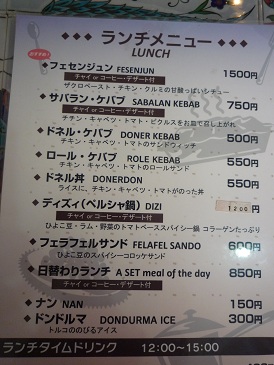 ランチメニュー
LUNCH
おすすめ!
フェセンジュン FESENJUN 1500円
チャイ or コーヒー・デザート付
ザクロペースト・チキン・クルミの甘酸っぱいシチュー
サバラン・ケバブ SABALAN KEBAB 750円
チャイ or コーヒー・デザート付
チキン・キャベツ・トマト・ピクルスをお皿で召し上がれ
ドネル・ケバブ DONER KEBAB 500円
チキン・キャベツ・トマトのサンドウィッチ
ロール・ケバブ ROLE KEBAB 550円
チキン・キャベツ・トマト
ドネル丼 DONERDON 550円
ライスに、チキン・キャベツ・トマトがのった丼
ディズィ(ペルシャ鍋) DIZI 1200円
チャイ or コーヒー・デザート付
ひよこ豆・ラム・野菜のトマトベーススパイシー鍋 コラーゲンたっぷり
フェラフェルサンド FELAFEL SANDO 600円
ひよこ豆のスパイシーコロッケサンド
日替わりランチ A SET meal of the day 850円
チャイ or コーヒー・デザート付
ナン NAN 150円
ドンドルマ DONDURMA ICE 300円
トルコののびるアイス
ランチタイムドリンク 12:00~15:00